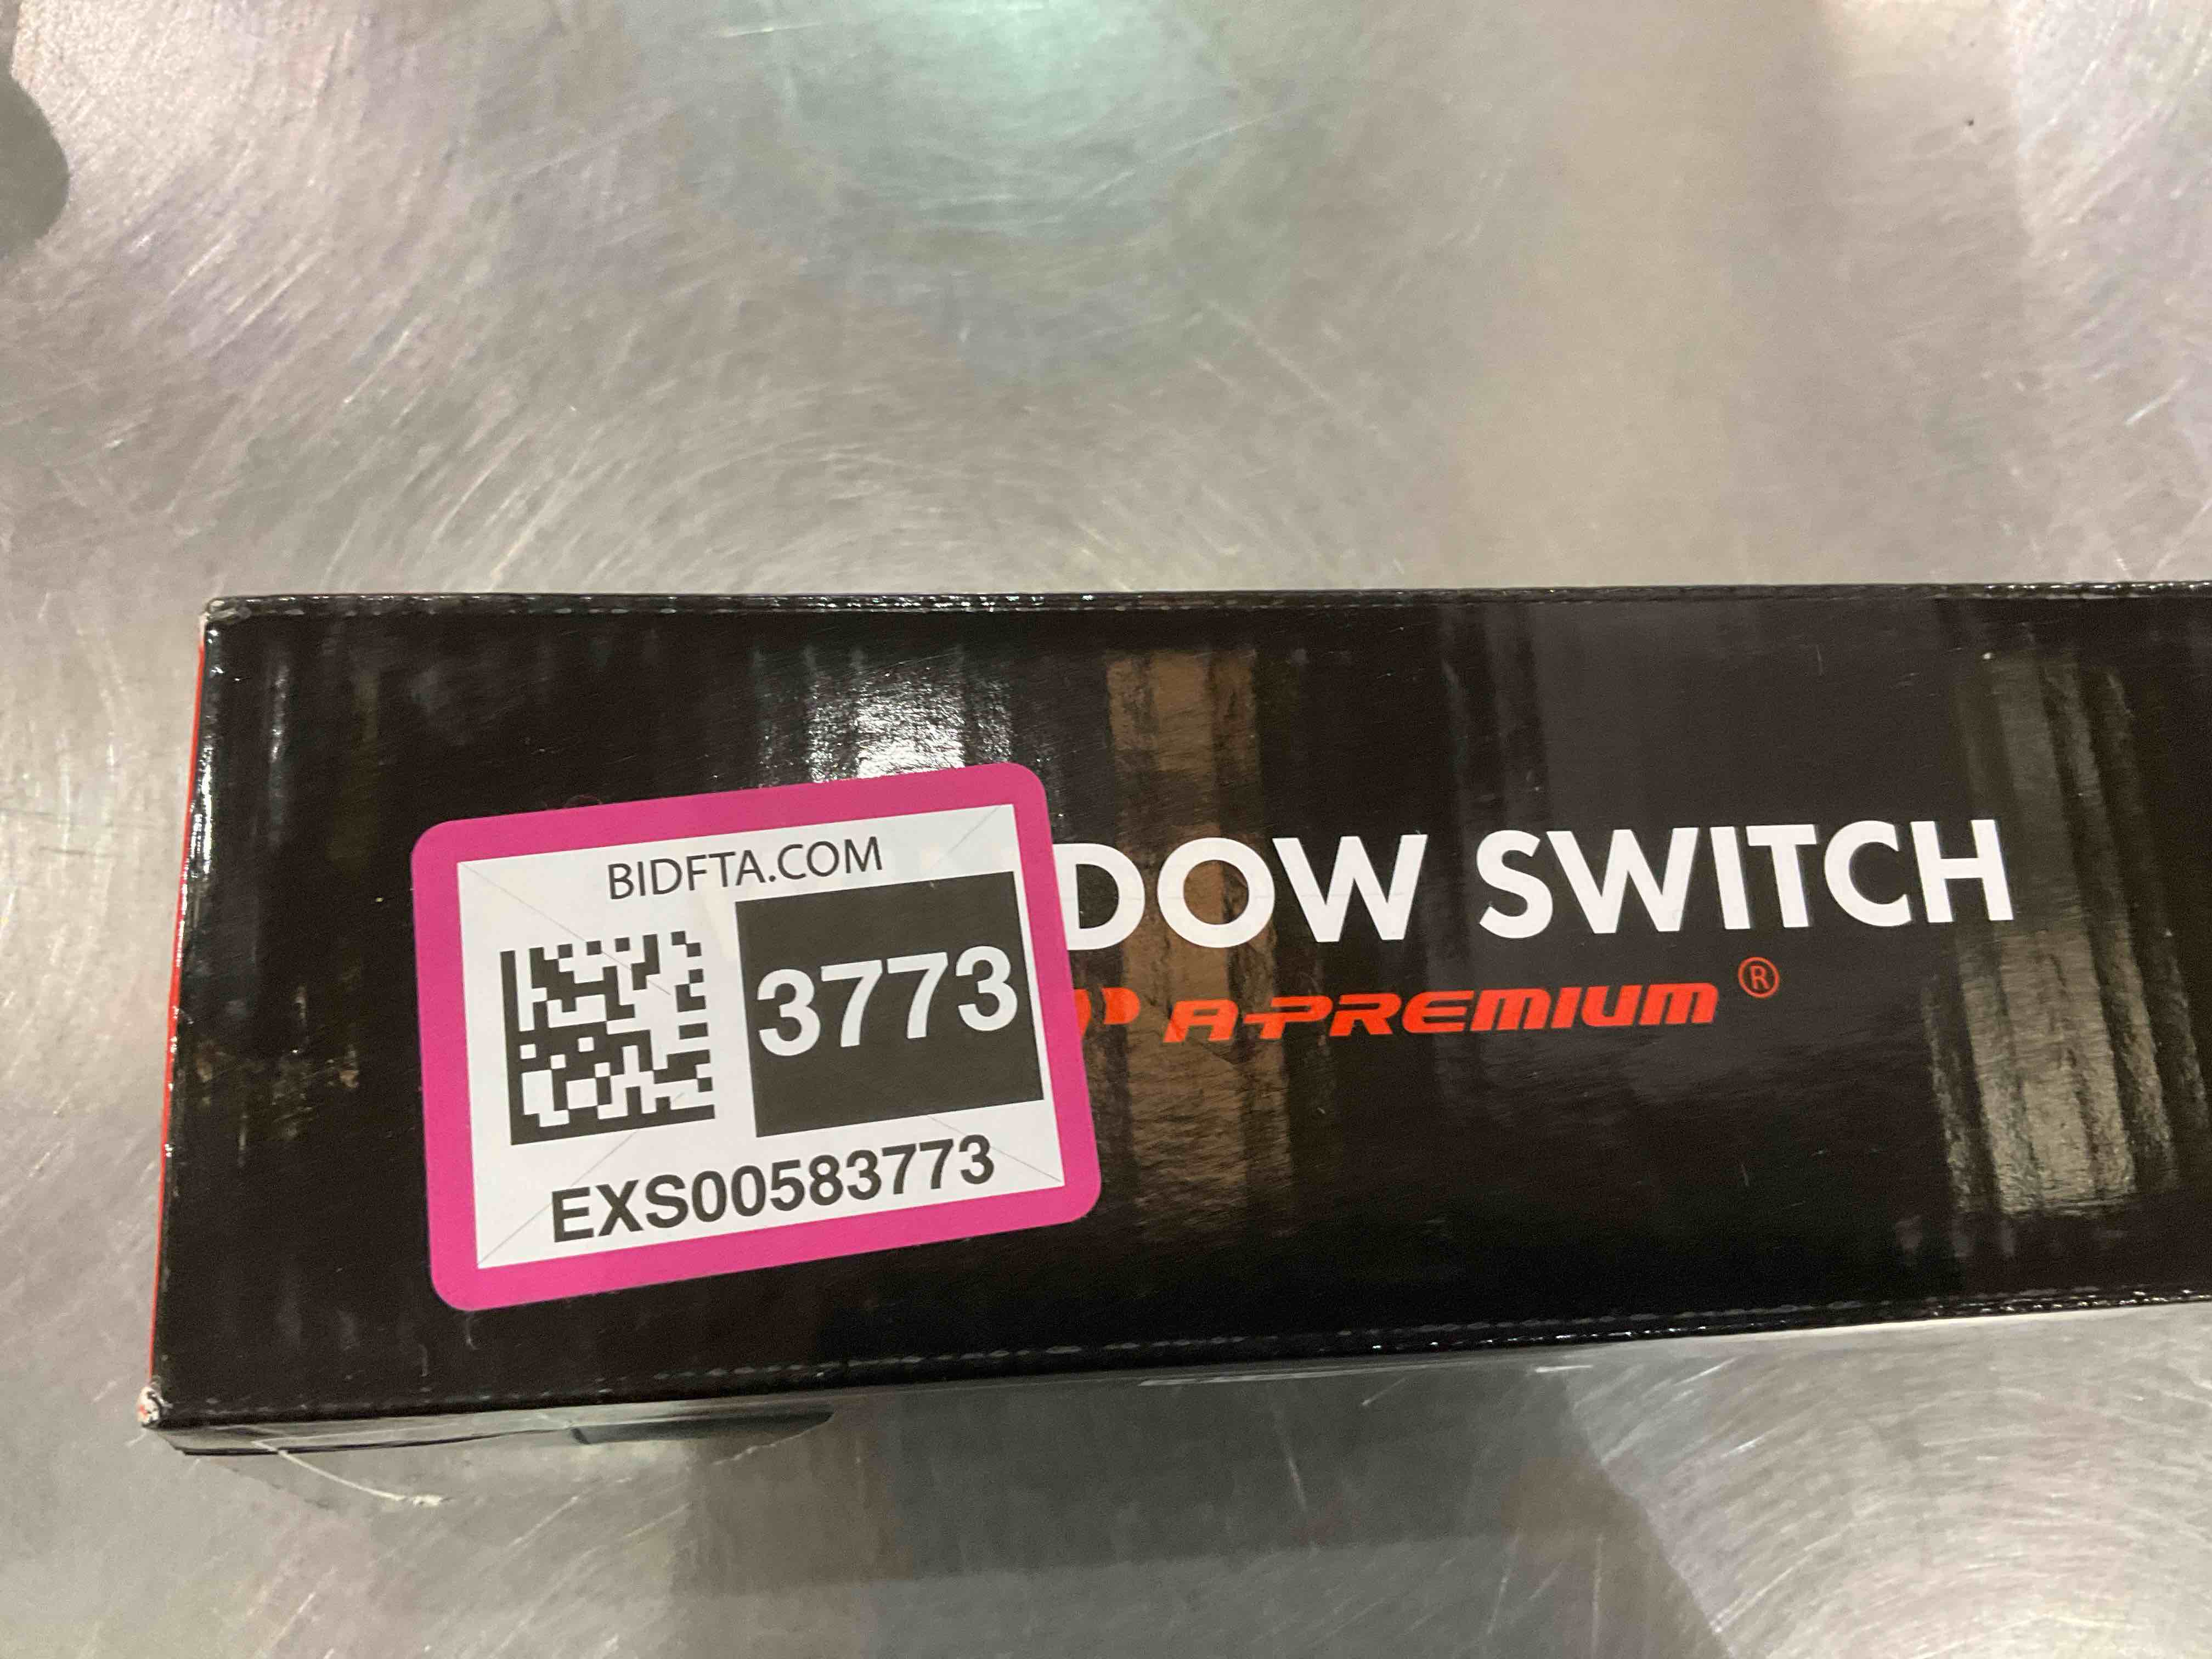 BIDFTA.COM
3773
EXS00583773
DOW SWITCH
A-PREMIUM®